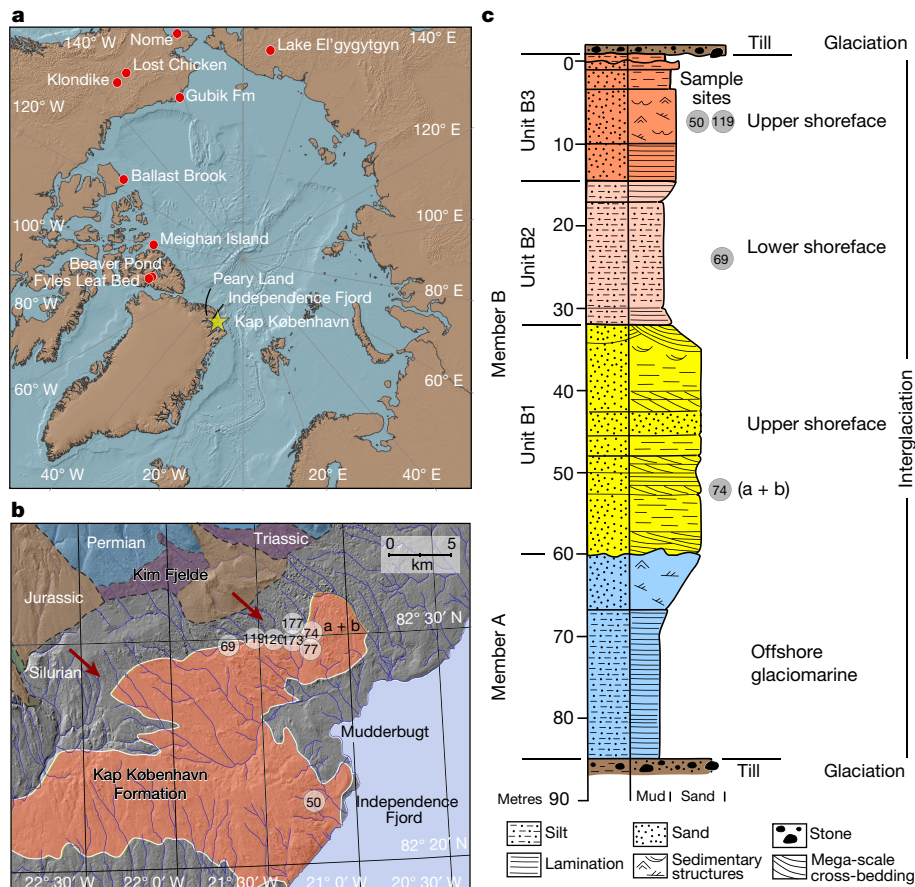 a
140° W
Nome
Lake El'gygytgyn
140° E
Lost Chicken
Klondike
Gubik Fm
120° W
120° E
Ballast Brook
100° W
100° E
Meighan Island
Beaver Pond
Fyles Leaf Bed
Peary Land
Independence Fjord
80° W
80° E
Kap København
60° W
60° E
40° W
20° W
20° E
40° E
b
Permian
Triassic
0 5
km
Kim Fjelde
Jurassic
82° 30′ N
177
a + b
69
119
120
173
74
77
Silurian
Mudderbugt
Kap København
Formation
50
Independence
Fjord
82° 20′ N
22° 30′ W
22° 0′ W
21° 30′ W
21° 0′ W
20° 30′ W
c
Till
Glaciation
0
Sample
sites
Unit B3
50
119
Upper shoreface
10
20
Unit B2
69
Lower shoreface
30
Member B
40
Unit B1
Upper shoreface
Interglaciation
50
74
(a + b)
60
Member A
70
Offshore
glaciomarine
80
Till
Glaciation
Metres
90
Mud
Sand
Silt
Sand
Stone
Lamination
Sedimentary
structures
Mega-scale
cross-bedding